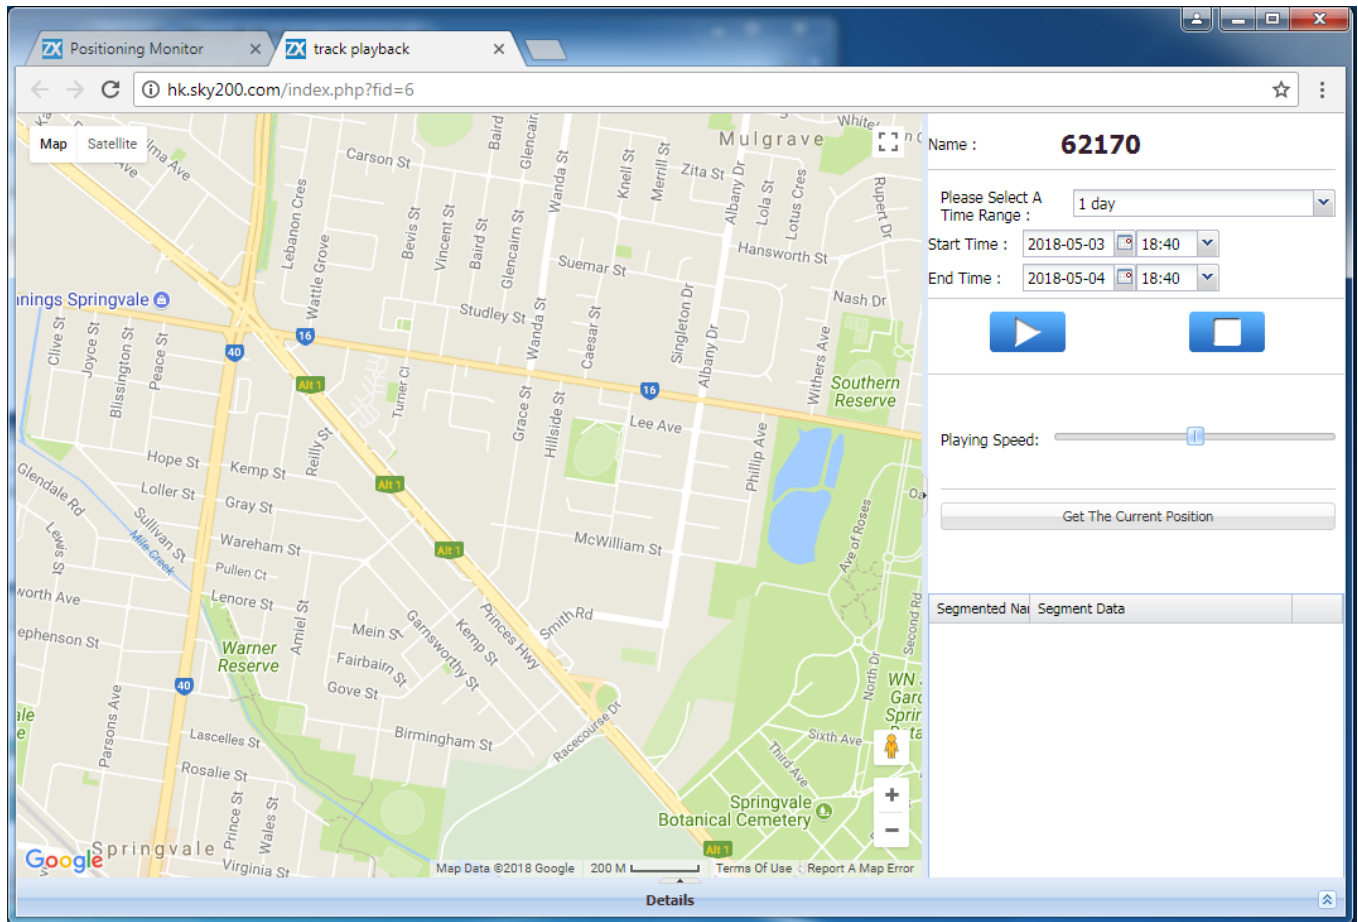 Positioning Monitor
track playback
hk.sky200.com/index.php?fid=6
Map
Satellite
Mulgrave
Carson St
Lebanon Cres
Wattle Grove
Bevis St
Vincent St
Baird St
Glencairn St
Baird
Glencairn
Wanda St
Knell St
Merrill St
Zita St
Albany Dr
Lola St
Lotus Cres
Rupert Dr
Hansworth St
Suemar St
Nash Dr
Studley St
Wanda St
Caesar St
Singleton Dr
Albany Dr
Withers Ave
Southern
Reserve
nnings Springvale
Clive St
Joyce St
Blissington St
Peace St
16
40
Alt 1
Turner Cl
Grace St
Hillside St
16
Lee Ave
Phillip Ave
Reilly St
Hope St
Kemp St
Alt 1
Glendale Rd
Loller St
Gray St
Sullivan St
Mile Creek
Lewis St
Wareham St
Alt 1
McWilliam St
Ave of Roses
Pullen Ct
worth Ave
Lenore St
Amiel St
Mein St
Garnsworthy St
Kemp St
Princes Hwy
Smith Rd
Second Rd
ephenson St
Warner
Reserve
Fairbairn St
Gove St
40
North Dr
Parsons Ave
Lascelles St
Birmingham St
Racecourse Dr
Sixth Ave
Third Ave
Rosalie St
Prince St
Wales St
Springvale
Botanical Cemetery
Alt 1
Springvale
Virginia St
Google
Map Data ©2018 Google
200 M
Terms Of Use
Report A Map Error
Name :
62170
Please Select A
Time Range :
1 day
Start Time :
2018-05-03
18:40
End Time :
2018-05-04
18:40
Playing Speed:
Get The Current Position
Segmented Nar
Segment Data
Details